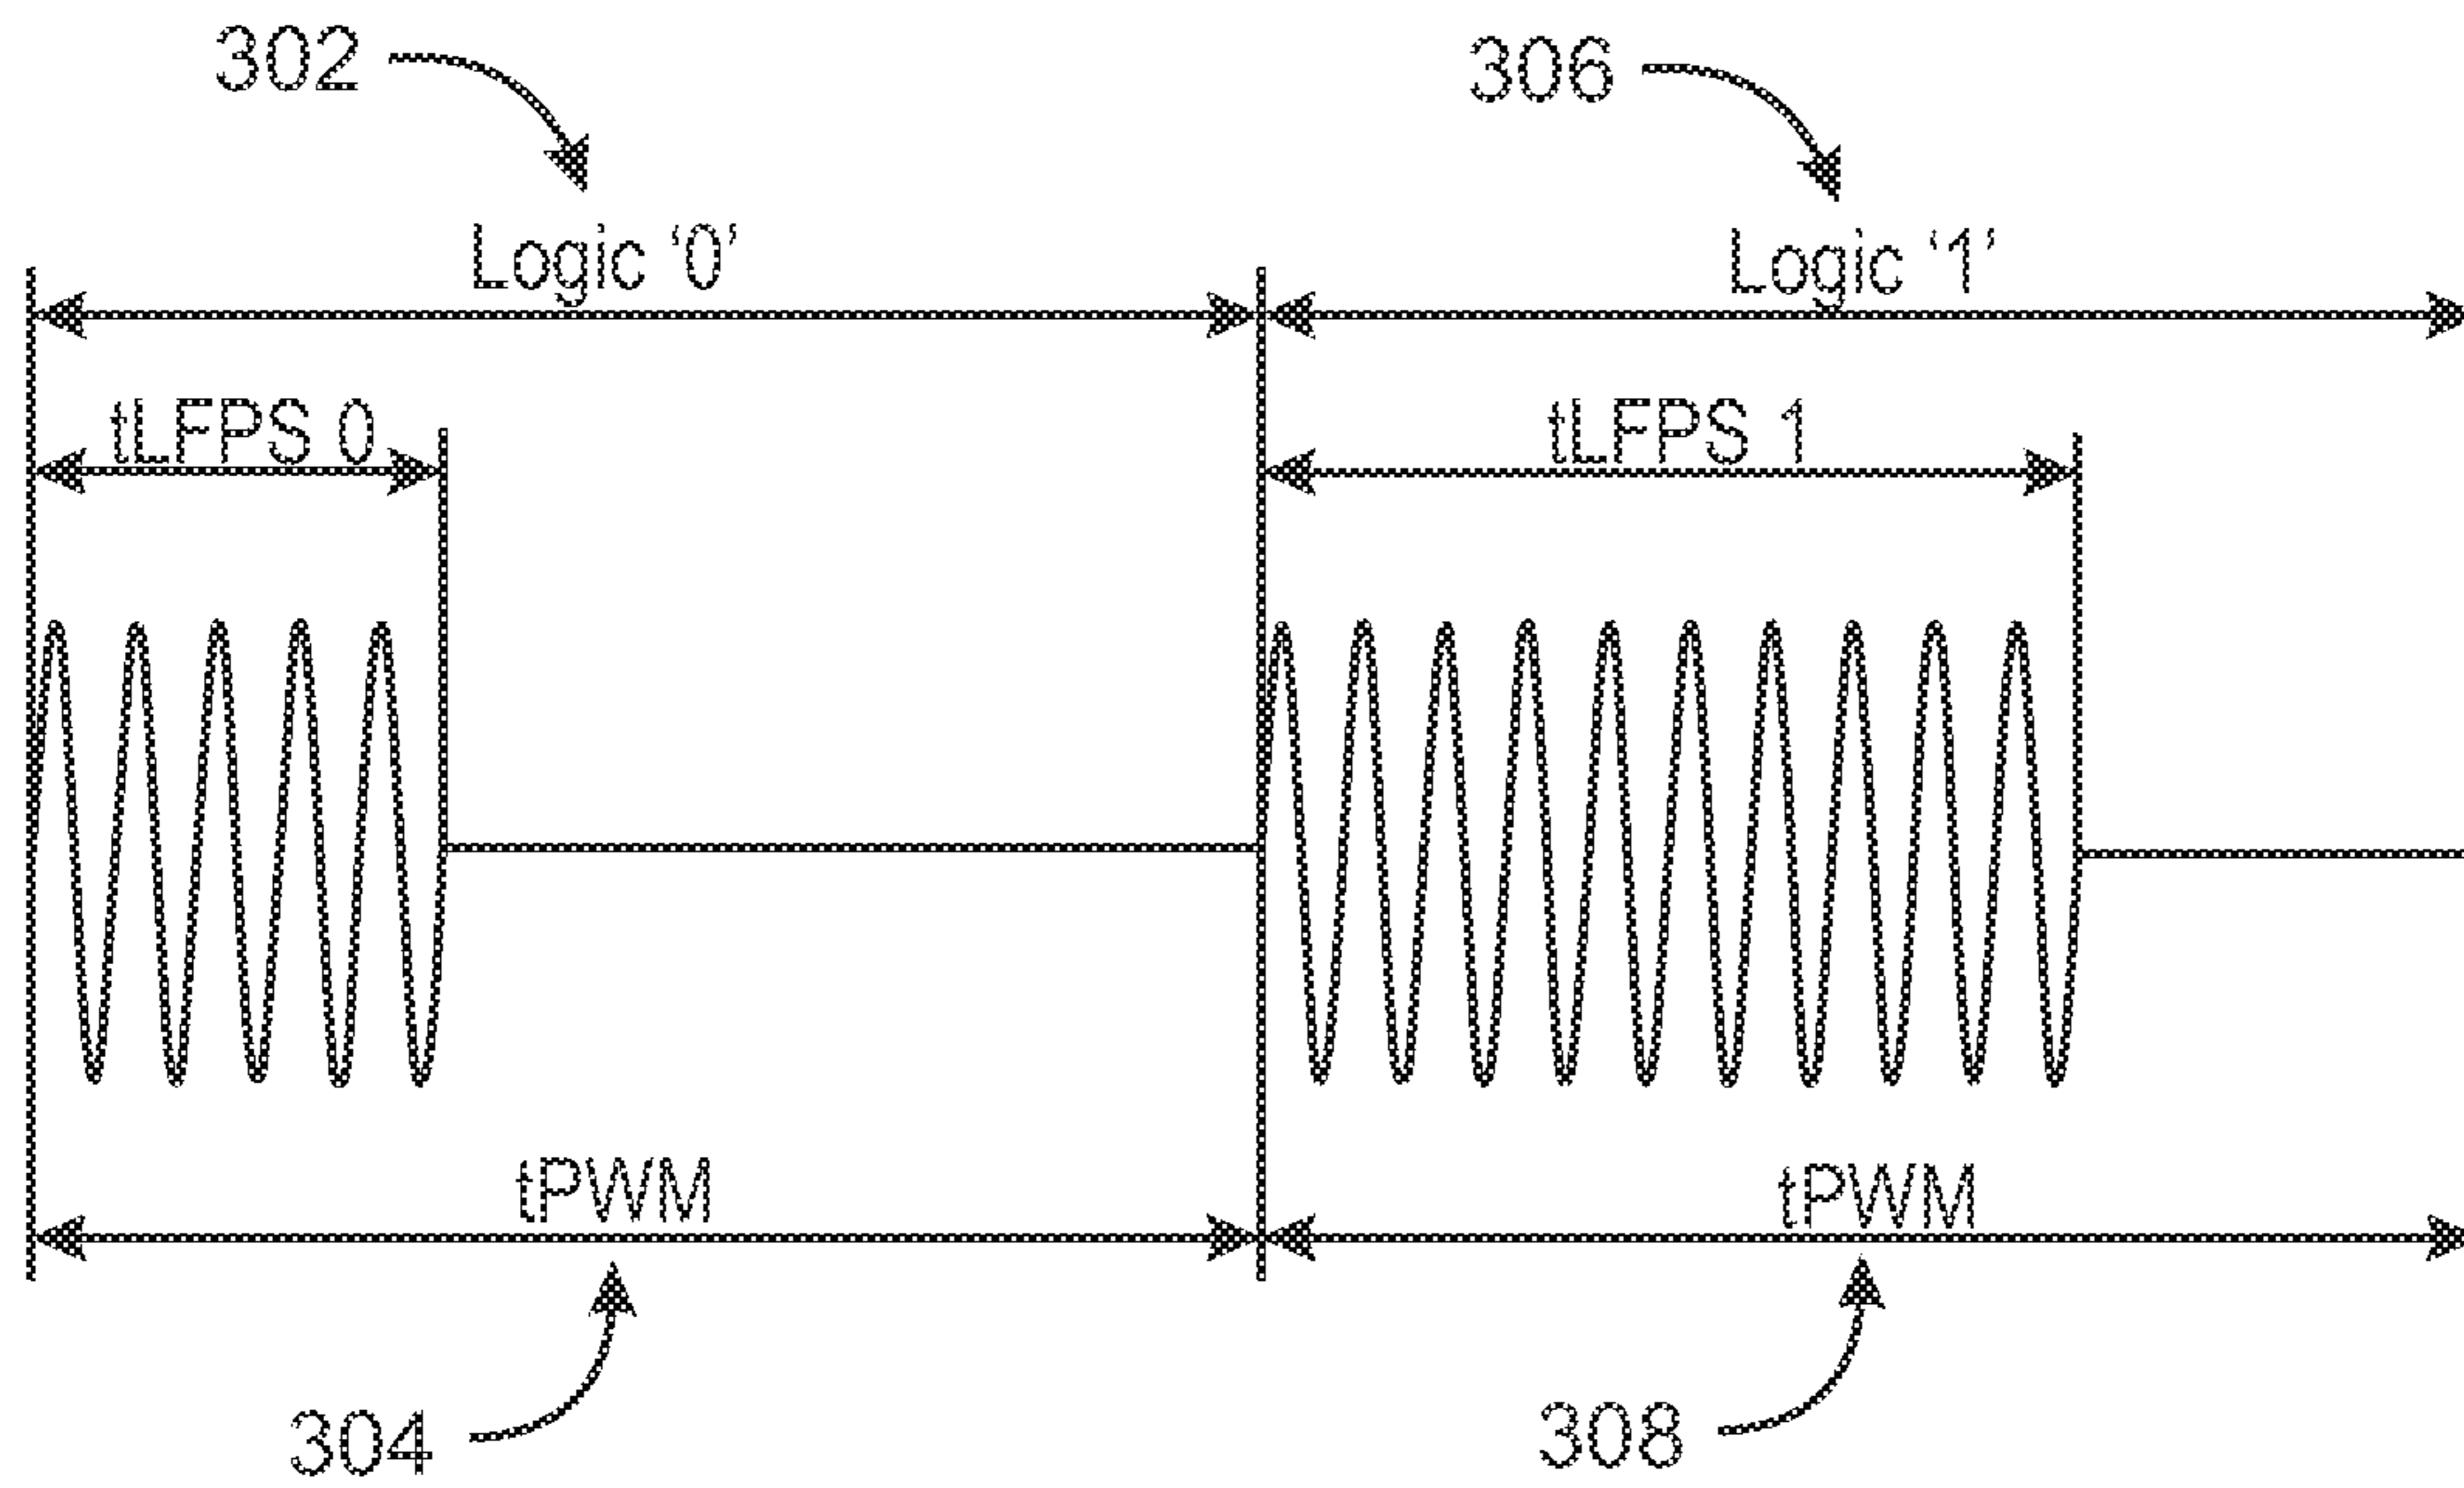 302
306
Logic ‘0’
Logic ‘1’
tLFPS 0
tLFPS 1
tPWM
tPWM
304
308